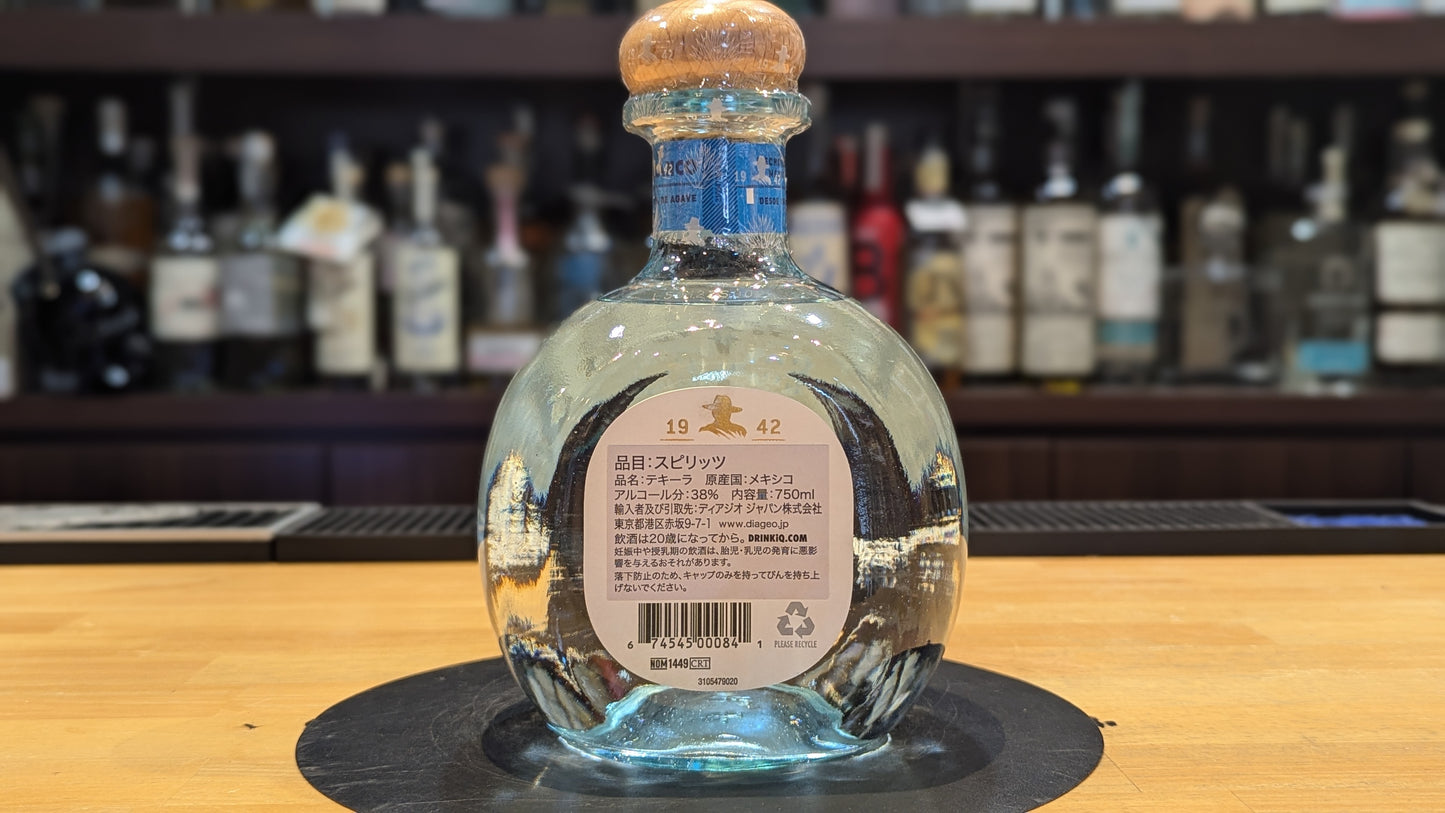 19 42
DESDE
DE AGAVE
19 42
品目：スピリッツ
品名：テキーラ　原産国：メキシコ
アルコール分：38%　内容量：750ml
輸入者及び引取先：ディアジオ ジャパン株式会社
東京都港区赤坂9-7-1 www.diageo.jp
飲酒は20歳になってから。DRINKiQ.COM
妊娠中や授乳期の飲酒は、胎児・乳児の発育に悪影
響を与えるおそれがあります。
落下防止のため、キャップのみを持ってびんを持ち上
げないでください。
6 74545 00084 1
PLEASE RECYCLE
NOM 1449 CRT
3105479020